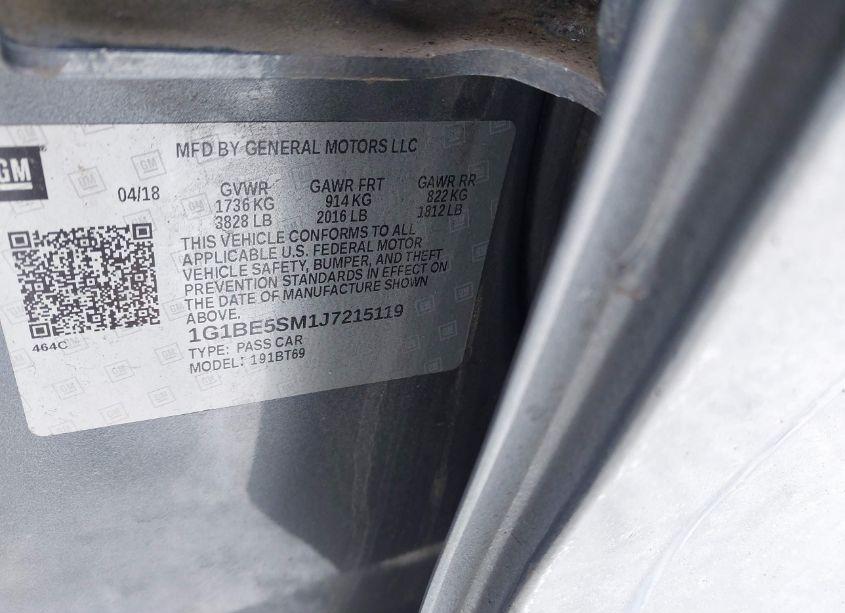 GM
MFD BY GENERAL MOTORS LLC
04/18
GVWR GAWR FRT GAWR RR
1736 KG 914 KG 822 KG
3828 LB 2016 LB 1812 LB
THIS VEHICLE CONFORMS TO ALL
APPLICABLE U.S. FEDERAL MOTOR
VEHICLE SAFETY, BUMPER, AND THEFT
PREVENTION STANDARDS IN EFFECT ON
THE DATE OF MANUFACTURE SHOWN
ABOVE.
1G1BE5SM1J7215119
464C
TYPE: PASS CAR
MODEL: 191BT69